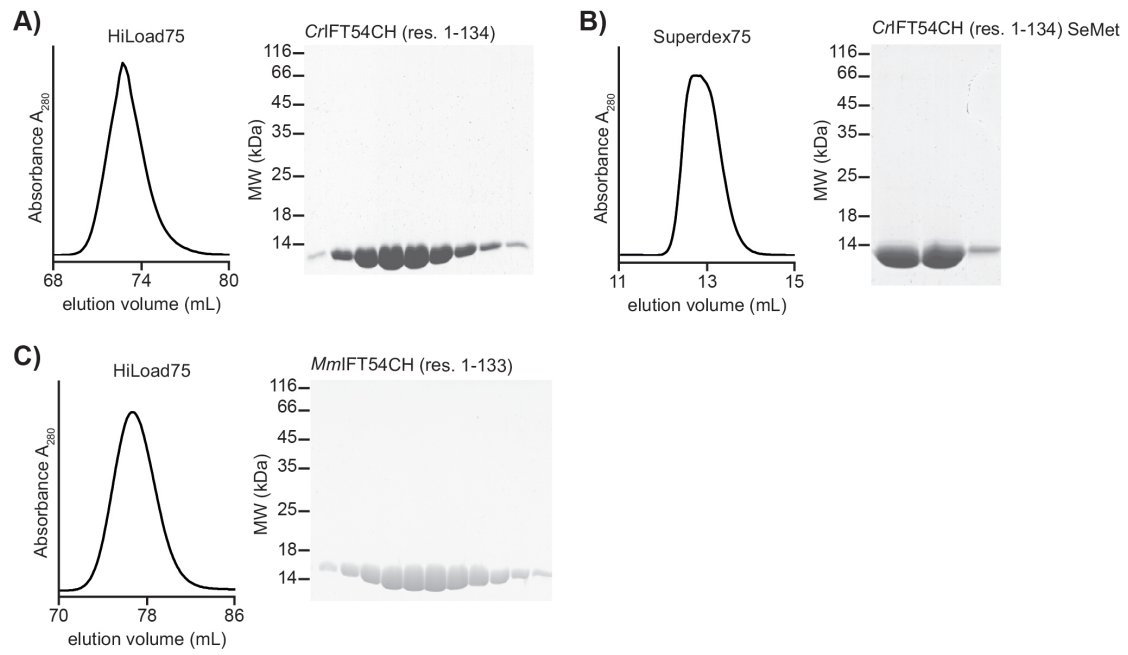 A)
HiLoad75
CrIFT54CH (res. 1-134)
Absorbance A280
68 74 80
elution volume (mL)
MW (kDa)
116
66
45
35
25
18
14
B)
Superdex75
CrIFT54CH (res. 1-134) SeMet
Absorbance A280
11 13 15
elution volume (mL)
MW (kDa)
116
66
45
35
25
18
14
C)
HiLoad75
MmIFT54CH (res. 1-133)
Absorbance A280
70 78 86
elution volume (mL)
MW (kDa)
116
66
45
35
25
18
14